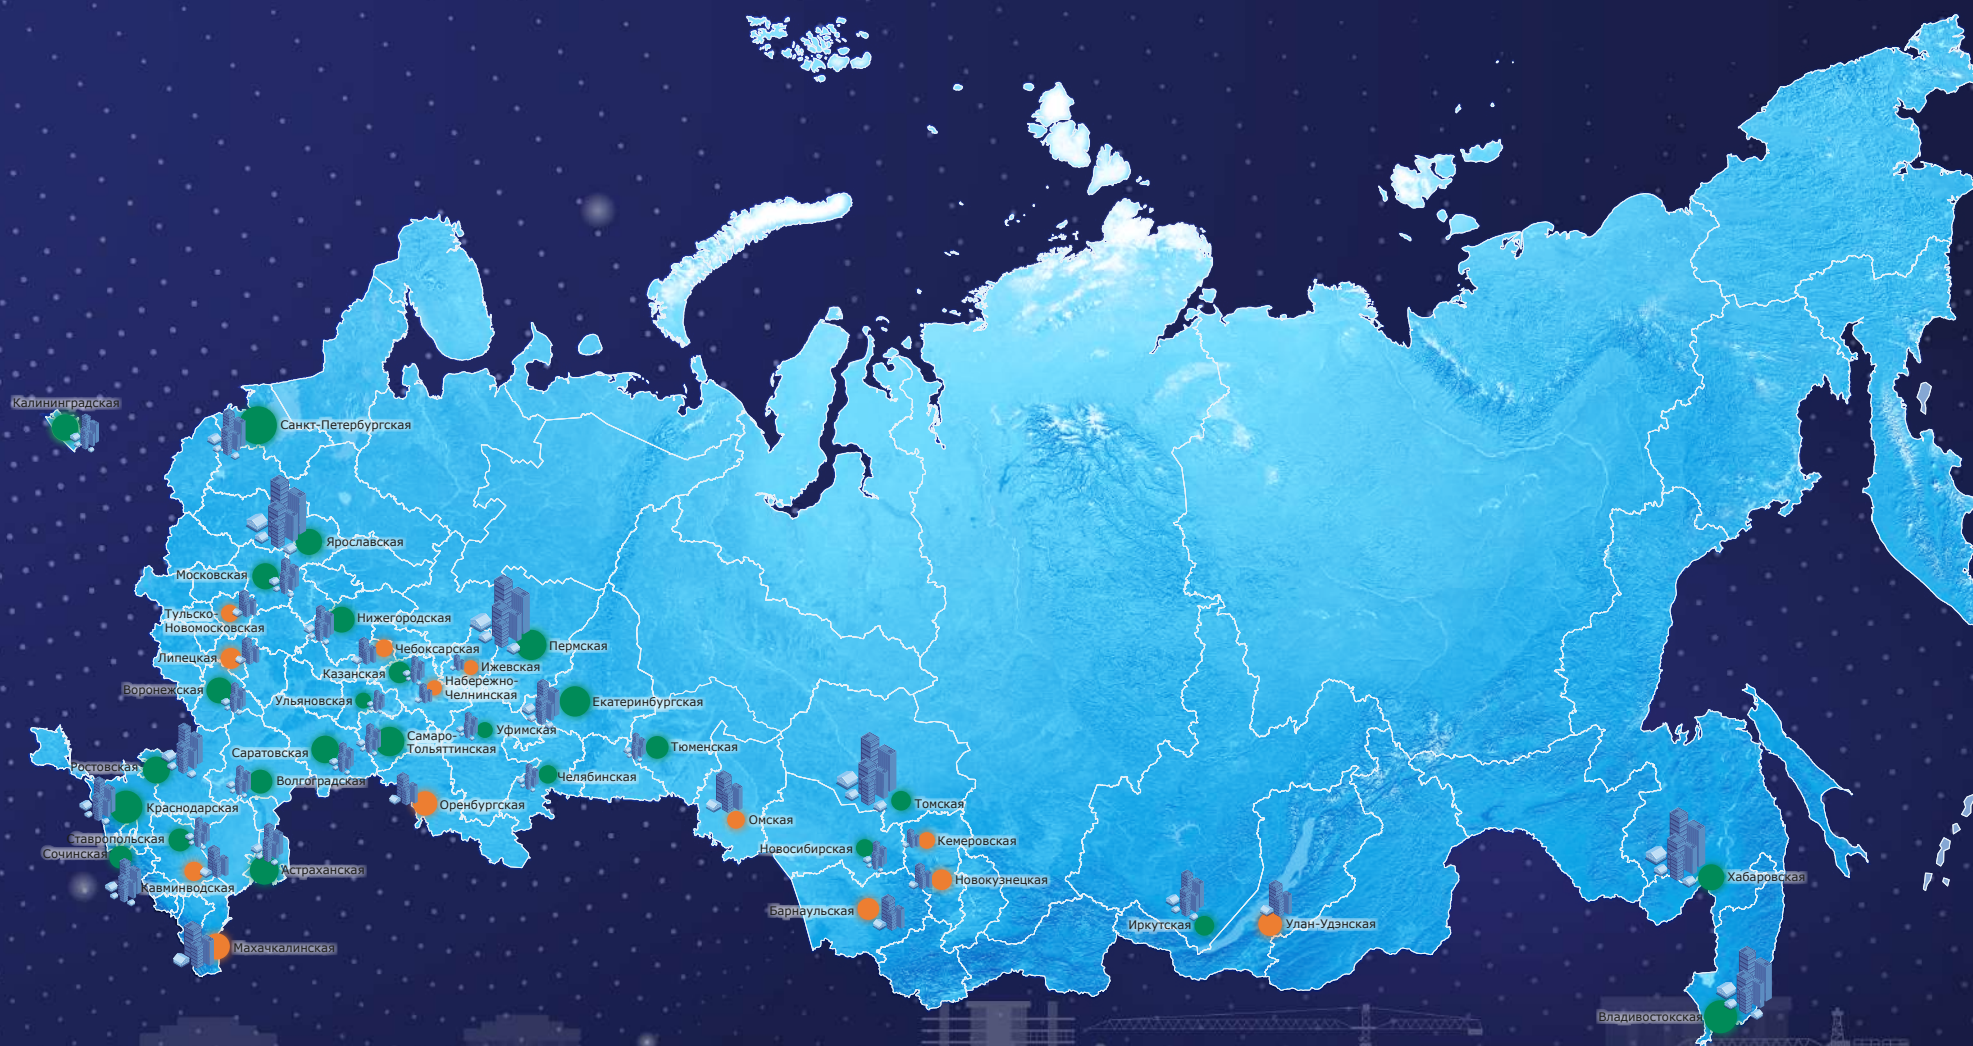 Калининградская
Санкт-Петербургская
Ярославская
Московская
Тульско-
Новомосковская
Нижегородская
Пермская
Чебоксарская
Липецкая
Ижевская
Казанская
Набережно-
Челнинская
Воронежская
Ульяновская
Екатеринбургская
Уфимская
Самаро-
Тольяттинская
Саратовская
Тюменская
Ростовская
Волгоградская
Челябинская
Оренбургская
Краснодарская
Томская
Омская
Ставропольская
Кемеровская
Новосибирская
Сочинская
Астраханская
Хабаровская
Новокузнецкая
Кавминводская
Барнаульская
Иркутская
Улан-Удэнская
Махачкалинская
Владивостокская